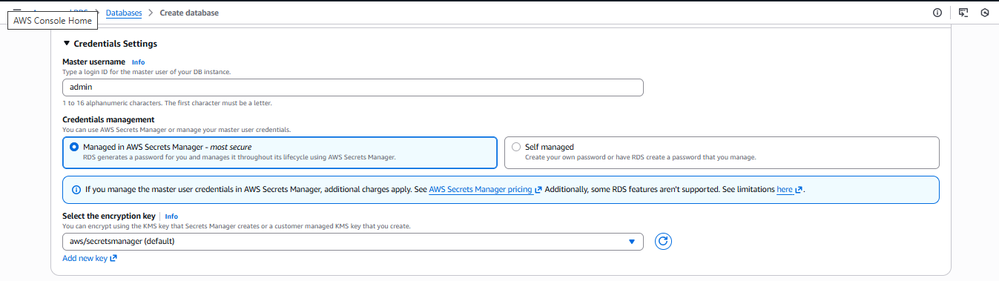 Databases > Create database
AWS Console Home
Credentials Settings
Master username Info
Type a login ID for the master user of your DB instance.
admin
1 to 16 alphanumeric characters. The first character must be a letter.
Credentials management
You can use AWS Secrets Manager or manage your master user credentials.
Managed in AWS Secrets Manager - most secure
RDS generates a password for you and manages it throughout its lifecycle using AWS Secrets Manager.
Self managed
Create your own password or have RDS create a password that you manage.
If you manage the master user credentials in AWS Secrets Manager, additional charges apply. See AWS Secrets Manager pricing Additionally, some RDS features aren't supported. See limitations here.
Select the encryption key Info
You can encrypt using the KMS key that Secrets Manager creates or a customer managed KMS key that you create.
aws/secretsmanager (default)
Add new key